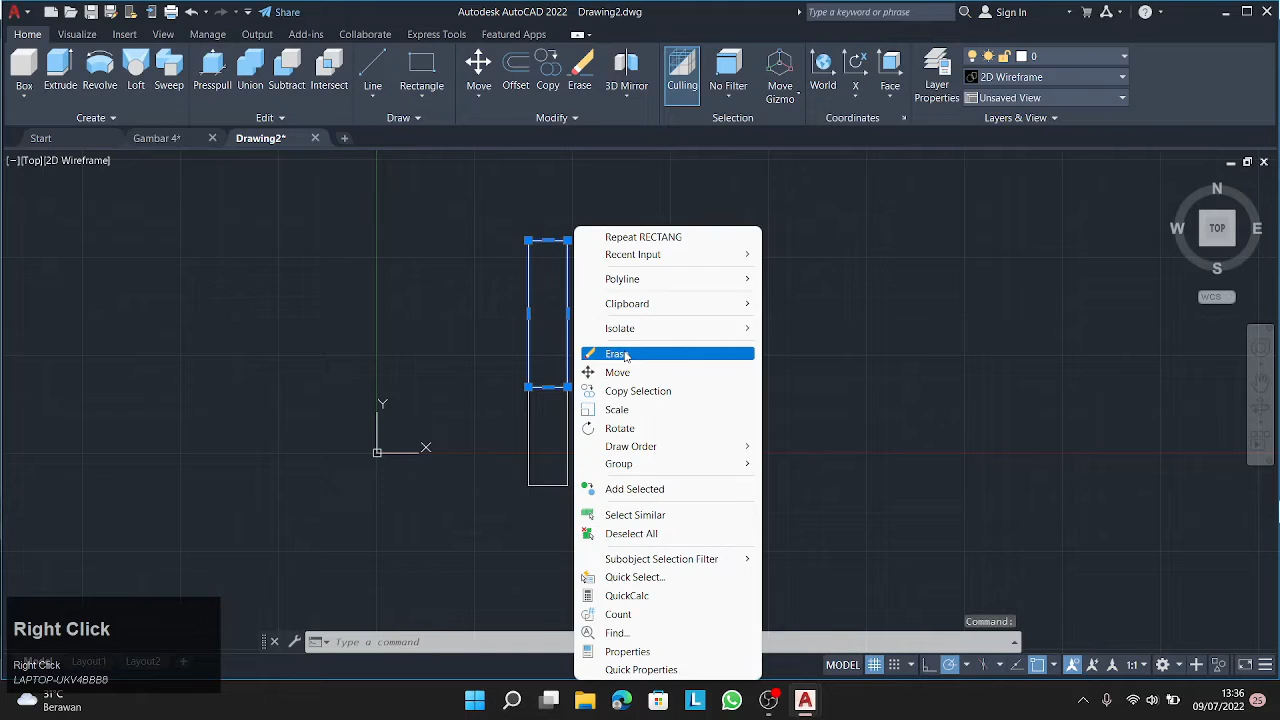 Share
Autodesk AutoCAD 2022 Drawing2.dwg
Type a keyword or phrase
Sign In
Home Visualize Insert View Manage Output Add-ins Collaborate Express Tools Featured Apps
Box Extrude Revolve Loft Sweep Presspull Union Subtract Intersect Line Rectangle Move Offset Copy Erase 3D Mirror Culling No Filter Move Gizmo World X Face Layer Properties
0
2D Wireframe
Unsaved View
Create Edit Draw Modify Selection Coordinates Layers & View
Start Gambar 4* Drawing2*
[−][Top][2D Wireframe]
N
W TOP E
S
WCS
Y
X
Repeat RECTANG
Recent Input
Polyline
Clipboard
Isolate
Erase
Move
Copy Selection
Scale
Rotate
Draw Order
Group
Add Selected
Select Similar
Deselect All
Subobject Selection Filter
Quick Select...
QuickCalc
Count
Find...
Properties
Quick Properties
Right Click
Right Click
LAPTOP-UKV4BBB8
Command:
Type a command
Layout1 Layout2
MODEL
1:1
31°C
Berawan
13:36
09/07/202
25